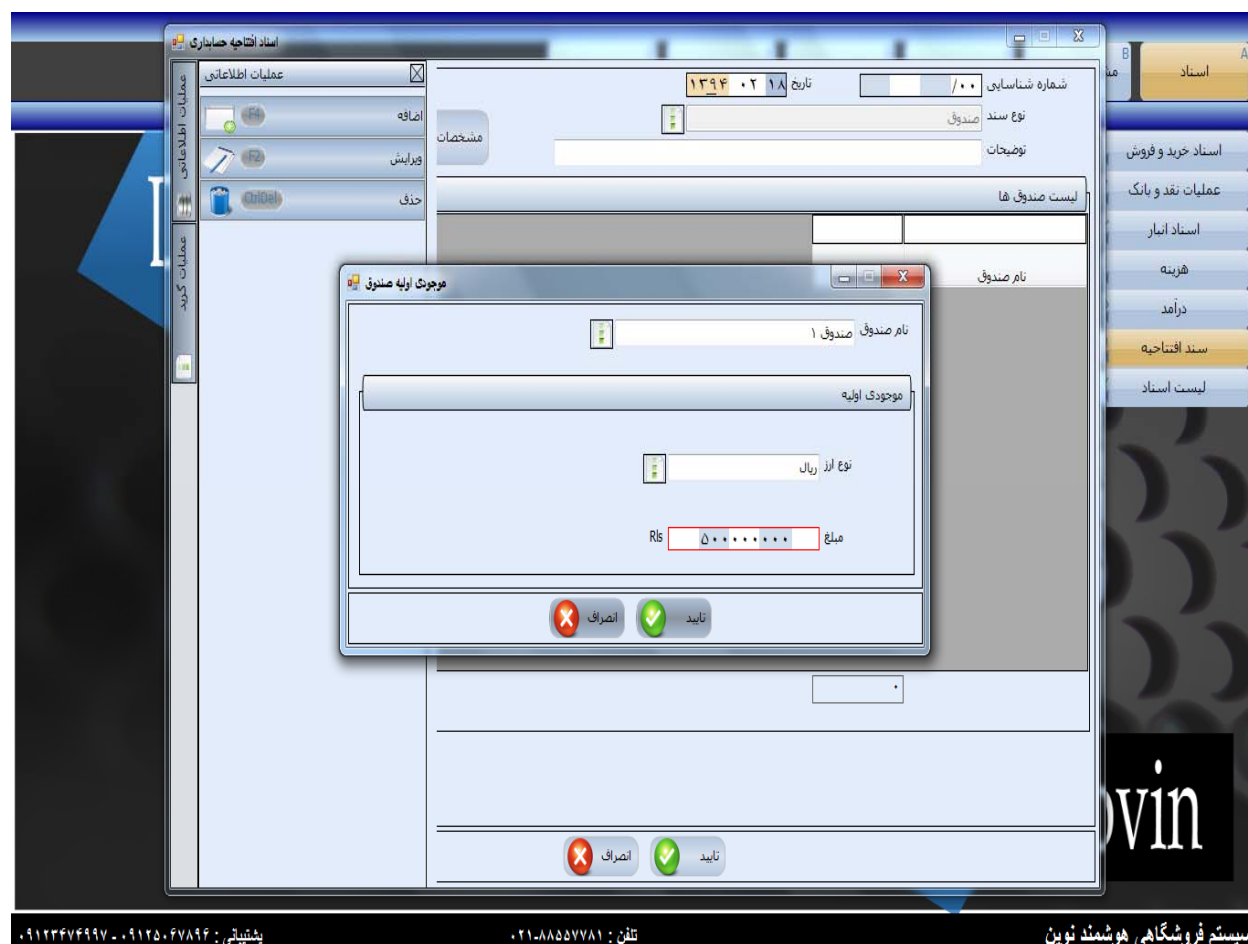 اسناد افتتاحیه حسابداری
A
اسناد
B
عملیات اطلاعاتی
عملیات اطلاعاتی
عملیات گرید
اضافه
F4
ویرایش
F2
حذف
CtrlDel
شماره شناسایی
/۰۰
تاریخ
۱۸ ۰۲ ۱۳۹۴
نوع سند
صندوق
توضیحات
مشخصات
لیست صندوق ها
نام صندوق
موجودی اولیه صندوق
نام صندوق
صندوق ۱
موجودی اولیه
نوع ارز
ریال
مبلغ
۵۰۰۰۰۰۰۰۰
Rls
تایید
انصراف
۰
تایید
انصراف
اسناد خرید و فروش
عملیات نقد و بانک
اسناد انبار
هزینه
درآمد
سند افتتاحیه
لیست اسناد
ovin
سیستم فروشگاهی هوشمند نوین
تلفن : ۸۸۵۵۷۷۸۱-۰۲۱
پشتیبانی : ۰۹۱۲۵۰۶۷۸۹۶ - ۰۹۱۲۳۴۷۴۹۹۷